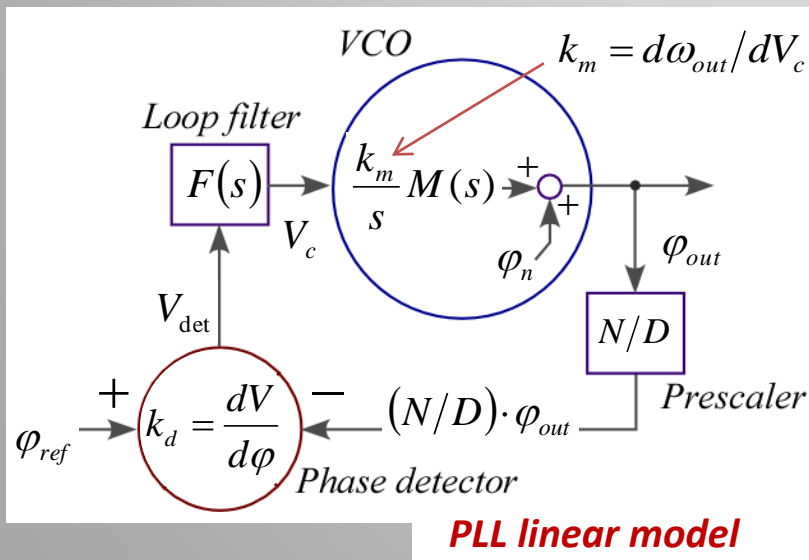 VCO
k_m = dω_out/dV_c
Loop filter
F(s)
k_m/s M(s)
+
+
V_c
φ_n
φ_out
V_det
N/D
+
−
k_d = dV/dφ
(N/D)·φ_out
Prescaler
φ_ref
Phase detector
PLL linear model